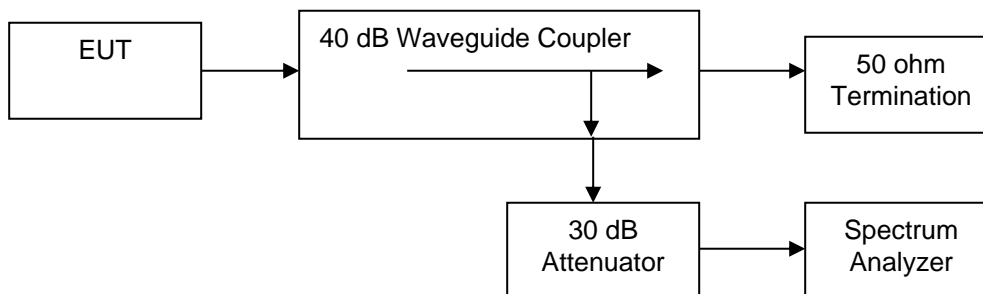 EUT
40 dB Waveguide Coupler
50 ohm
Termination
30 dB
Attenuator
Spectrum
Analyzer